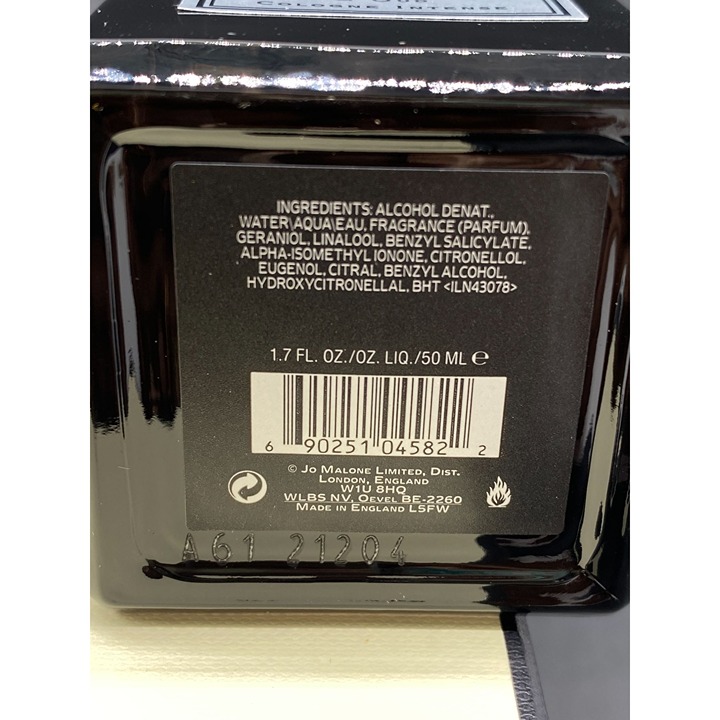 COLOGNE INTENSE
INGREDIENTS: ALCOHOL DENAT.,
WATER\AQUA\EAU, FRAGRANCE (PARFUM),
GERANIOL, LINALOOL, BENZYL SALICYLATE,
ALPHA-ISOMETHYL IONONE, CITRONELLOL,
EUGENOL, CITRAL, BENZYL ALCOHOL,
HYDROXYCITRONELLAL, BHT <ILN43078>
1.7 FL. OZ./OZ. LIQ./50 ML ℮
6 90251 04582 2
© JO MALONE LIMITED, DIST.
LONDON, ENGLAND
W1U 8HQ
WLBS NV, OEVEL BE-2260
MADE IN ENGLAND L5FW
A61 21204